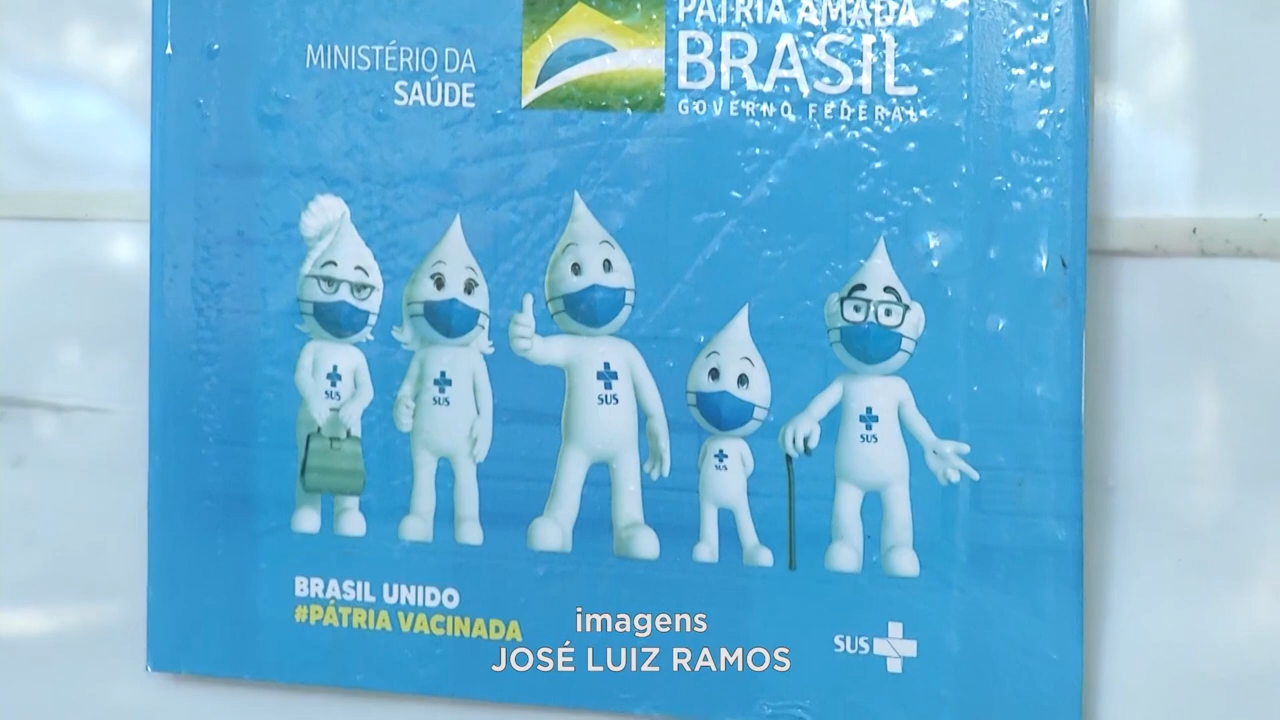 PÁTRIA AMADA
BRASIL
GOVERNO FEDERAL
MINISTÉRIO DA
SAÚDE
SUS
SUS
SUS
SUS
SUS
BRASIL UNIDO
#PÁTRIA VACINADA
SUS
imagens
JOSÉ LUIZ RAMOS